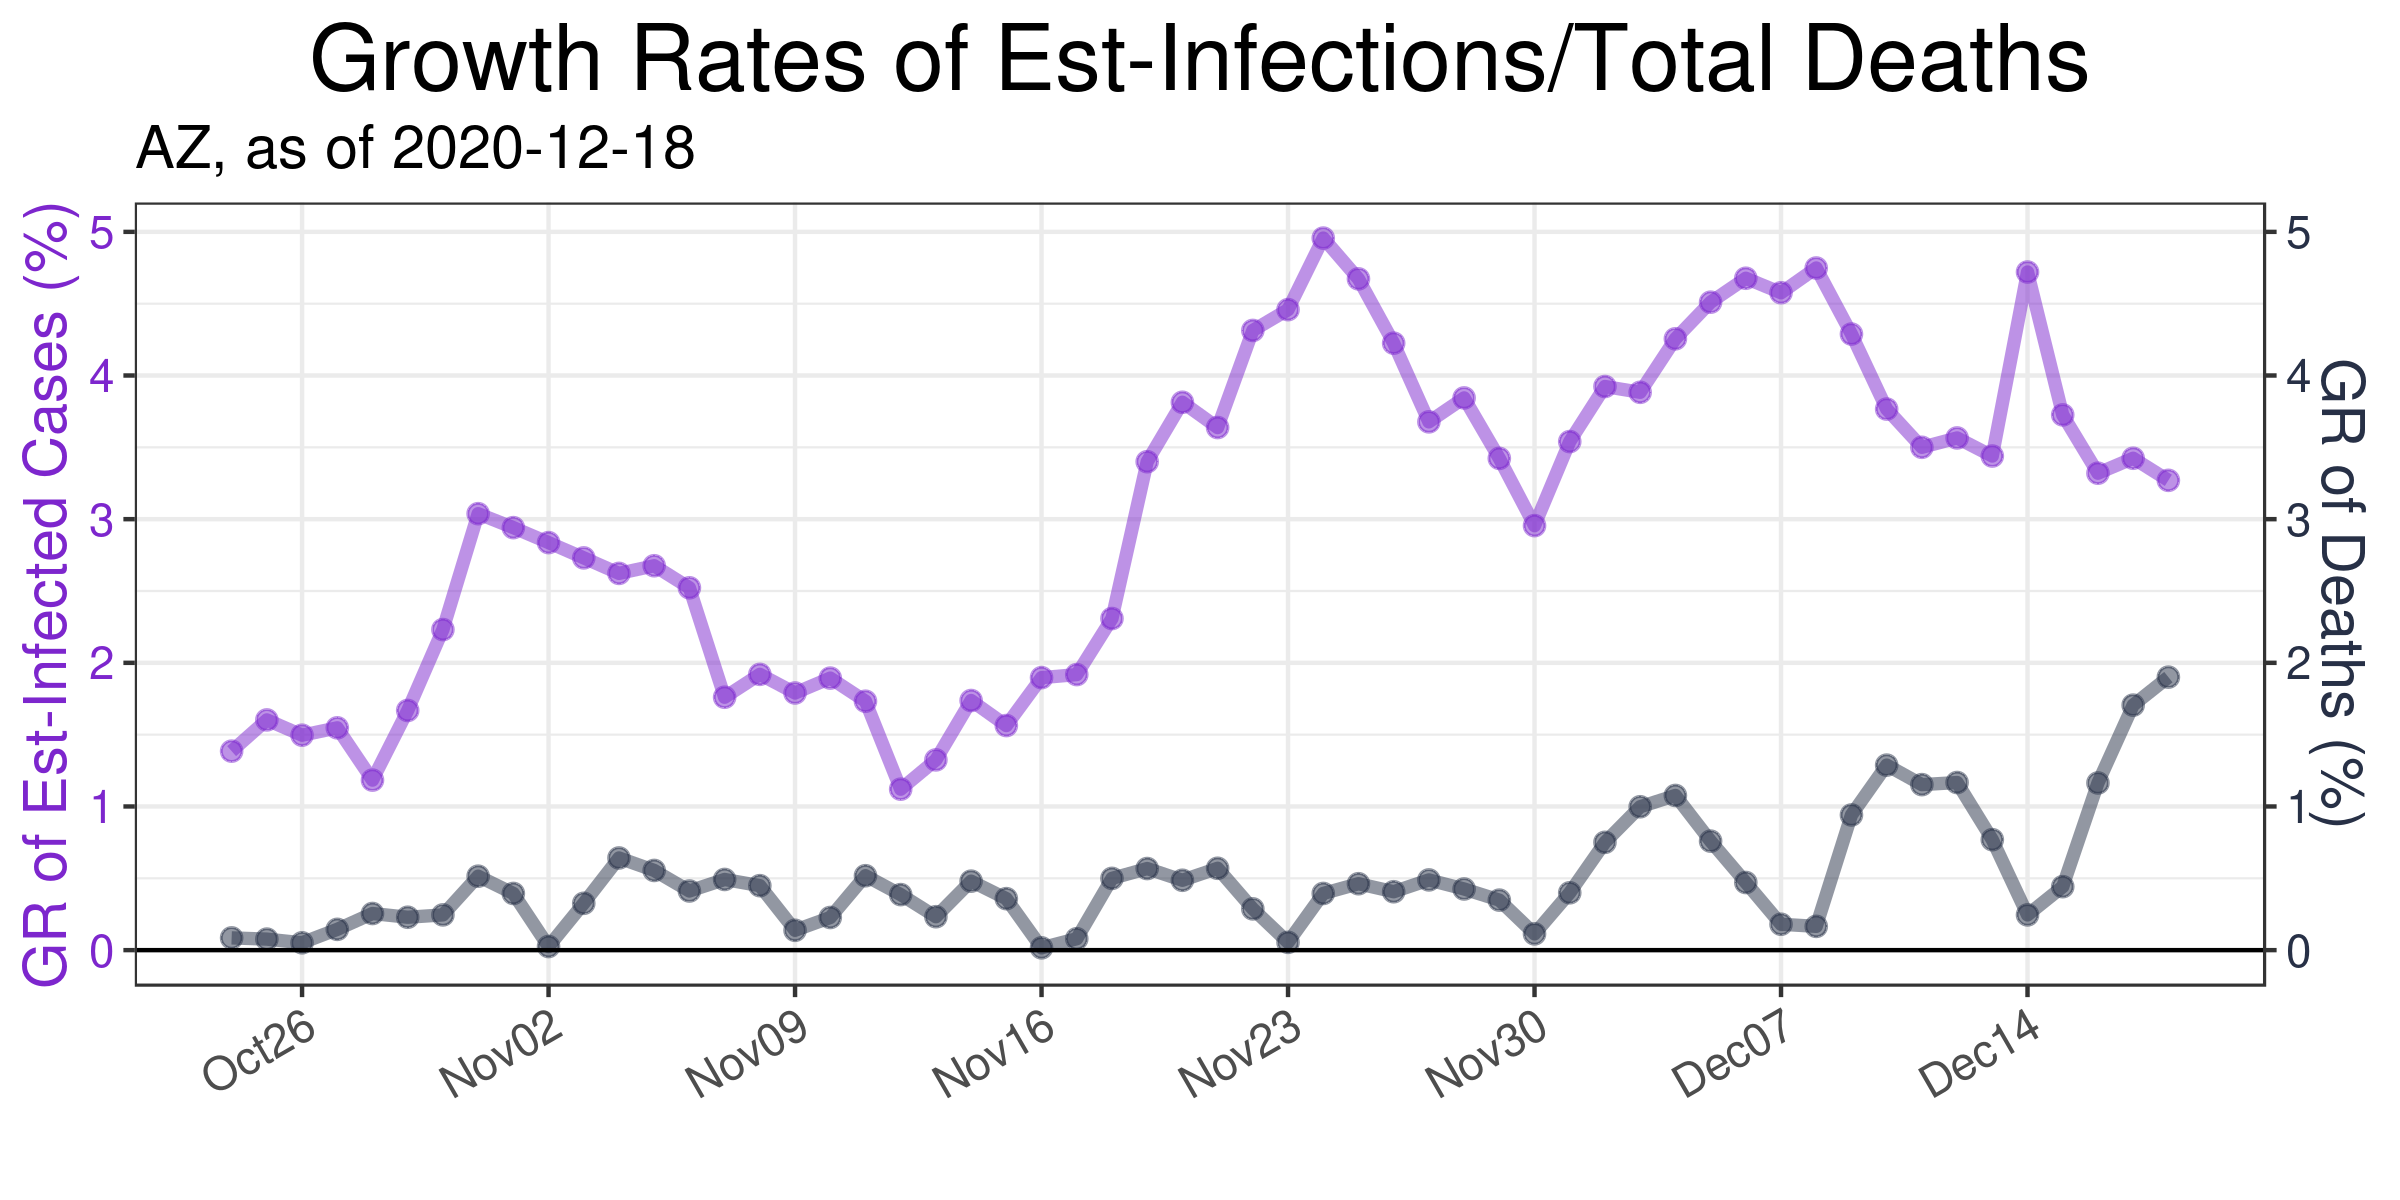 Growth Rates of Est-Infections/Total Deaths
AZ, as of 2020-12-18
GR of Est-Infected Cases (%)
5
4
3
2
1
0
5
4
3
2
1
0
GR of Deaths (%)
Oct26
Nov02
Nov09
Nov16
Nov23
Nov30
Dec07
Dec14